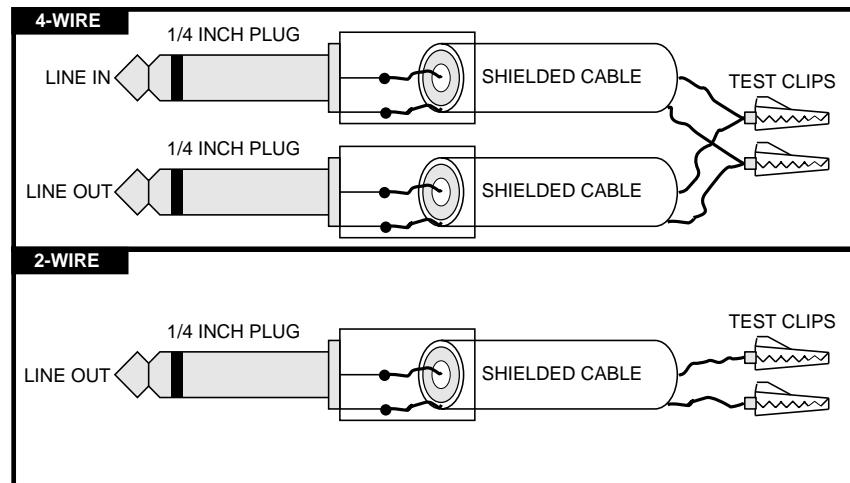 4-WIRE
1/4 INCH PLUG
LINE IN
SHIELDED CABLE
TEST CLIPS
1/4 INCH PLUG
LINE OUT
SHIELDED CABLE
2-WIRE
1/4 INCH PLUG
TEST CLIPS
LINE OUT
SHIELDED CABLE